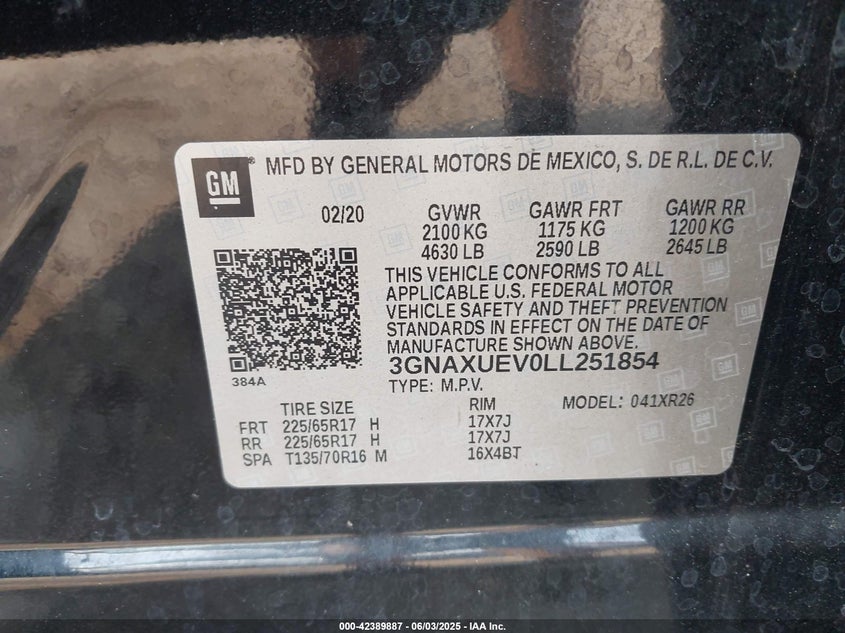 GM
MFD BY GENERAL MOTORS DE MEXICO, S. DE R.L. DE C.V.
02/20 GVWR GAWR FRT GAWR RR
2100 KG 1175 KG 1200 KG
4630 LB 2590 LB 2645 LB
THIS VEHICLE CONFORMS TO ALL
APPLICABLE U.S. FEDERAL MOTOR
VEHICLE SAFETY AND THEFT PREVENTION
STANDARDS IN EFFECT ON THE DATE OF
MANUFACTURE SHOWN ABOVE.
384A
3GNAXUEV0LL251854
TYPE: M.P.V.
TIRE SIZE RIM MODEL: 041XR26
FRT 225/65R17 H 17X7J
RR 225/65R17 H 17X7J
SPA T135/70R16 M 16X4BT
000-42389887 - 06/03/2025 - IAA Inc.